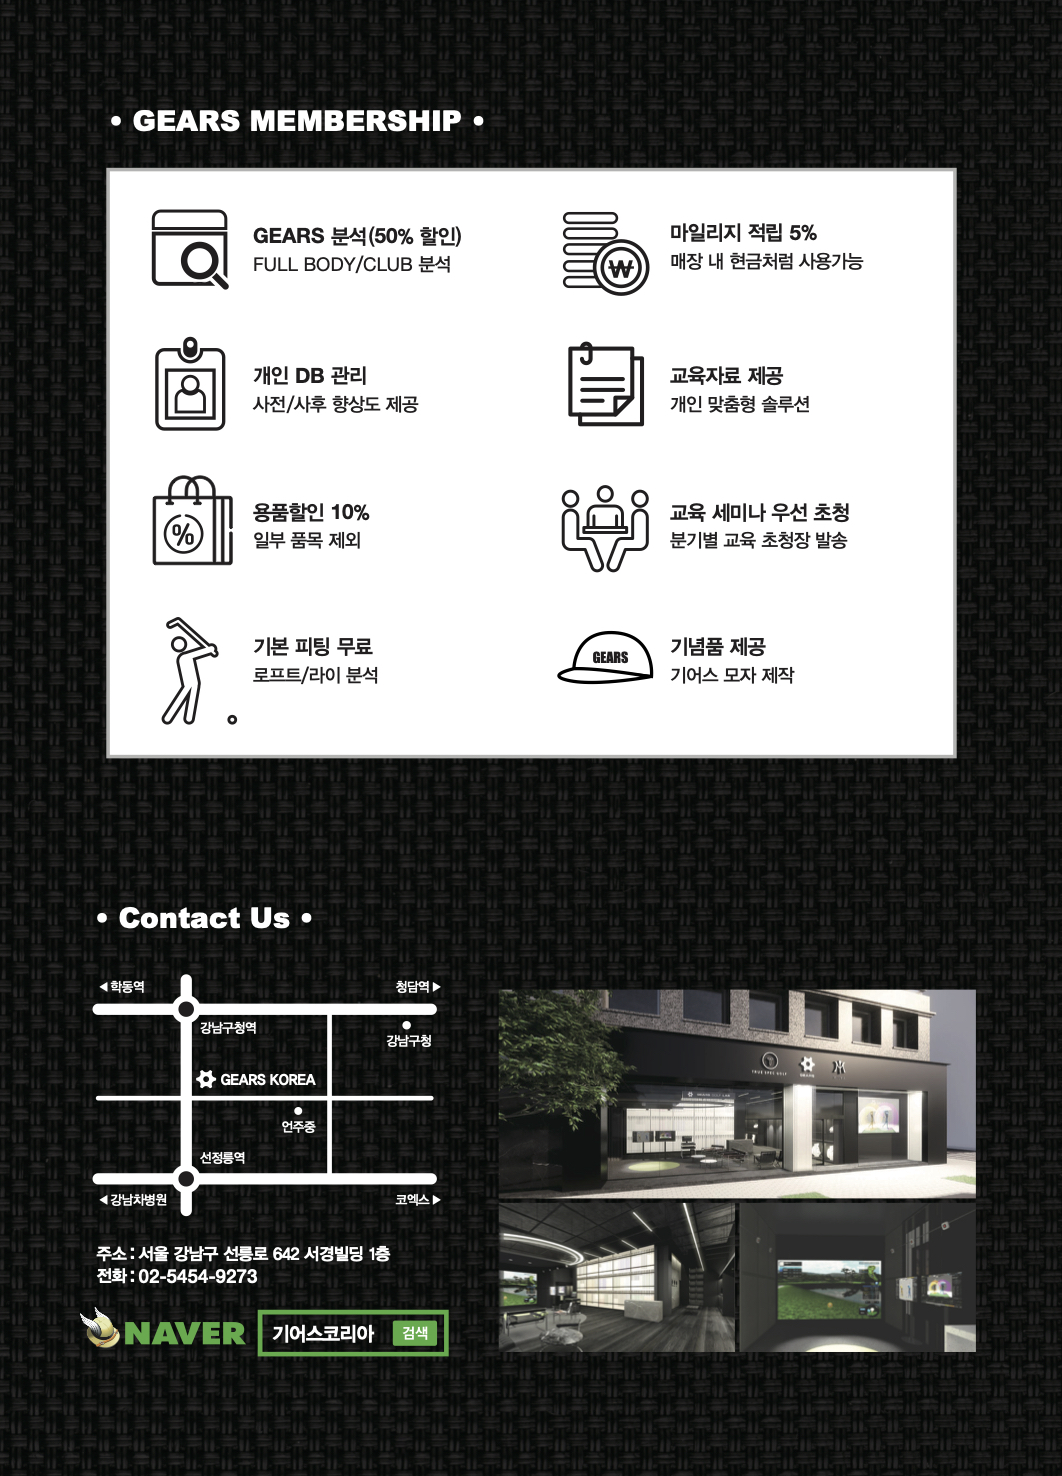 • GEARS MEMBERSHIP •
GEARS 분석(50% 할인)
FULL BODY/CLUB 분석
마일리지 적립 5%
매장 내 현금처럼 사용가능
개인 DB 관리
사전/사후 향상도 제공
교육자료 제공
개인 맞춤형 솔루션
%
용품할인 10%
일부 품목 제외
교육 세미나 우선 초청
분기별 교육 초청장 발송
기본 피팅 무료
로프트/라이 분석
GEARS
기념품 제공
기어스 모자 제작
• Contact Us •
◀ 학동역
청담역 ▶
강남구청역
강남구청
GEARS KOREA
언주중
선정릉역
◀ 강남차병원
코엑스 ▶
TRUE SPEC GOLF
주소 : 서울 강남구 선릉로 642 서경빌딩 1층
전화 : 02-5454-9273
NAVER 기어스코리아 검색